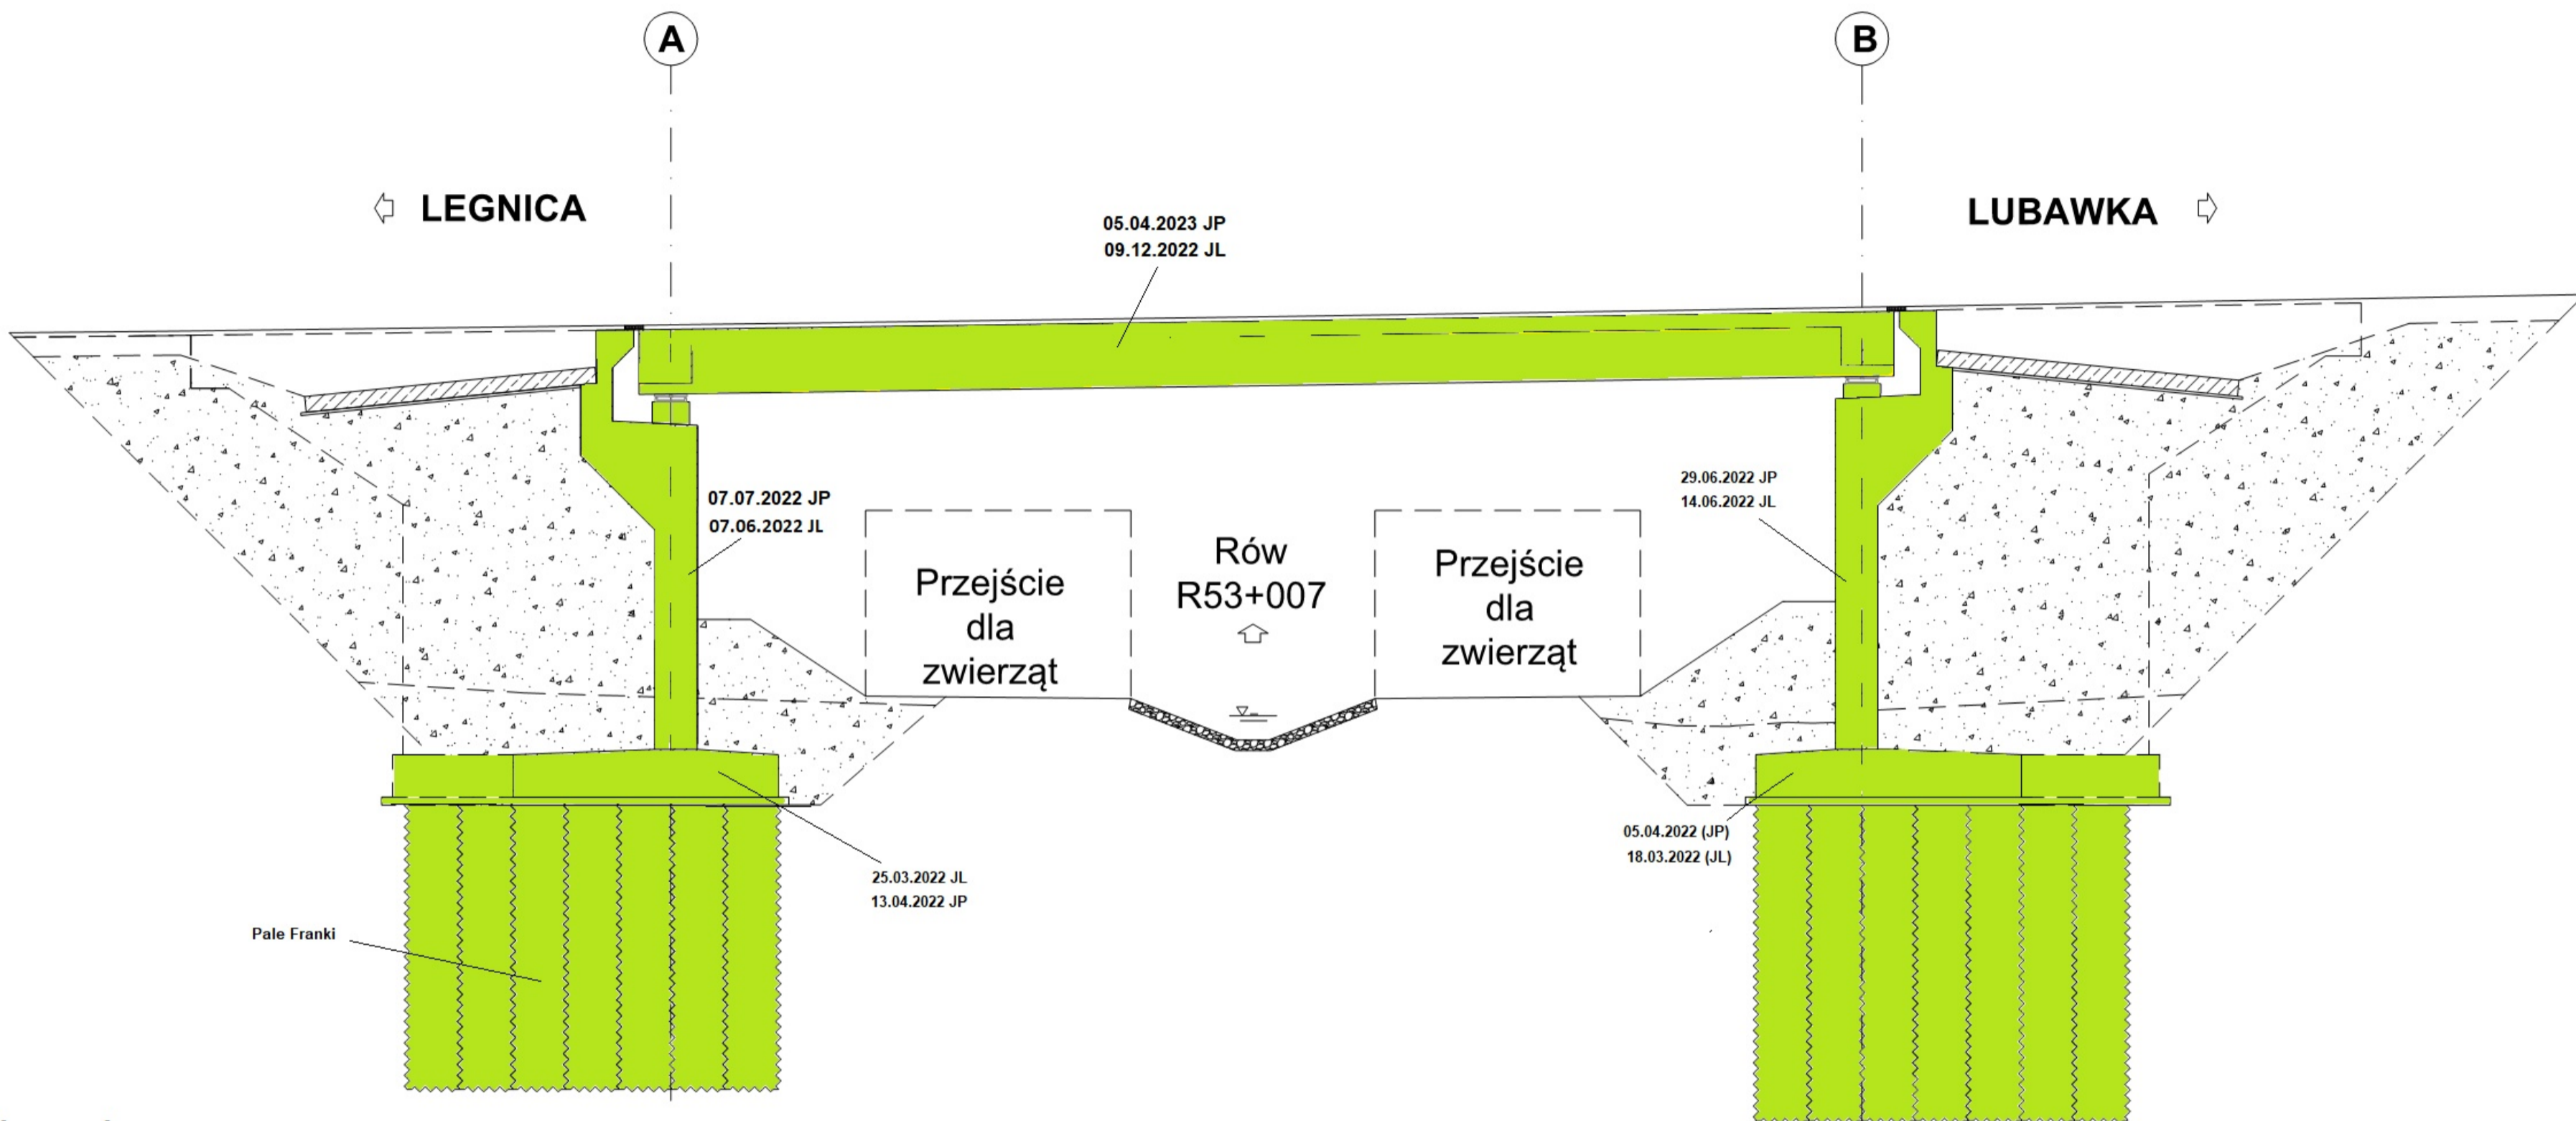 A
B
LEGNICA
LUBAWKA
05.04.2023 JP
09.12.2022 JL
07.07.2022 JP
07.06.2022 JL
29.06.2022 JP
14.06.2022 JL
Przejście
dla
zwierząt
Rów
R53+007
Przejście
dla
zwierząt
05.04.2022 (JP)
18.03.2022 (JL)
25.03.2022 JL
13.04.2022 JP
Pale Franki